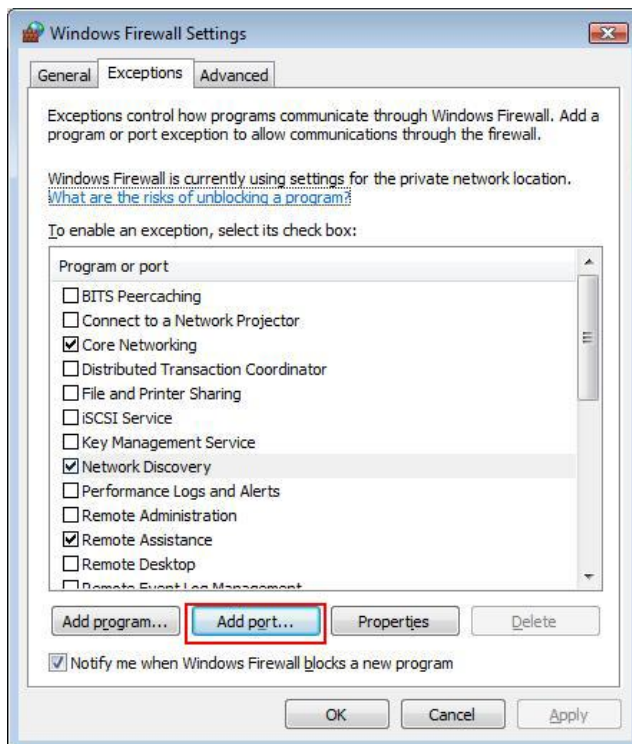 Windows Firewall Settings
General Exceptions Advanced
Exceptions control how programs communicate through Windows Firewall. Add a
program or port exception to allow communications through the firewall.
Windows Firewall is currently using settings for the private network location.
What are the risks of unblocking a program?
To enable an exception, select its check box:
Program or port
BITS Peercaching
Connect to a Network Projector
Core Networking
Distributed Transaction Coordinator
File and Printer Sharing
iSCSI Service
Key Management Service
Network Discovery
Performance Logs and Alerts
Remote Administration
Remote Assistance
Remote Desktop
Remote Event Log Management
Add program... Add port... Properties Delete
Notify me when Windows Firewall blocks a new program
OK Cancel Apply